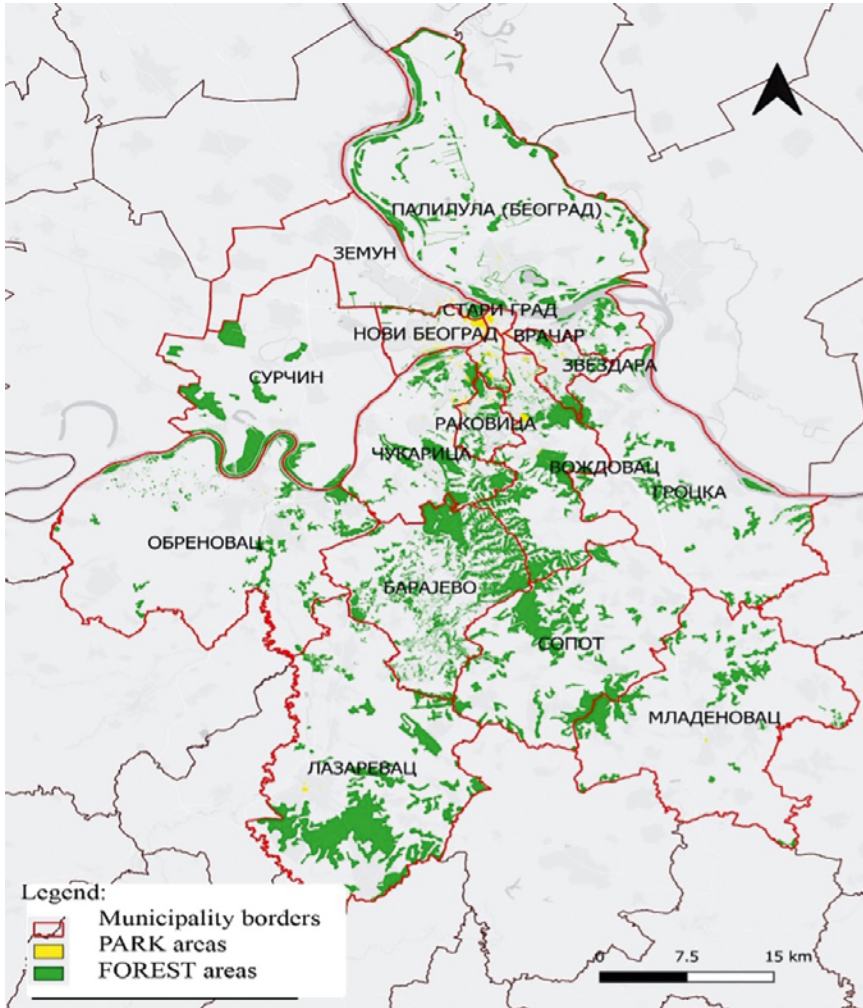 ПАЛИЛУЛА (БЕОГРАД)
ЗЕМУН
СТАРИ ГРАД
НОВИ БЕОГРАД
ВРАЧАР
ЗВЕЗДАРА
СУРЧИН
РАКОВИЦА
ЧУКАРИЦА
ВОЖДОВАЦ
ГРОЦКА
ОБРЕНОВАЦ
БАРАЈЕВО
СОПОТ
МЛАДЕНОВАЦ
ЛАЗАРЕВАЦ
Legend:
Municipality borders
PARK areas
FOREST areas
0 7.5 15 km